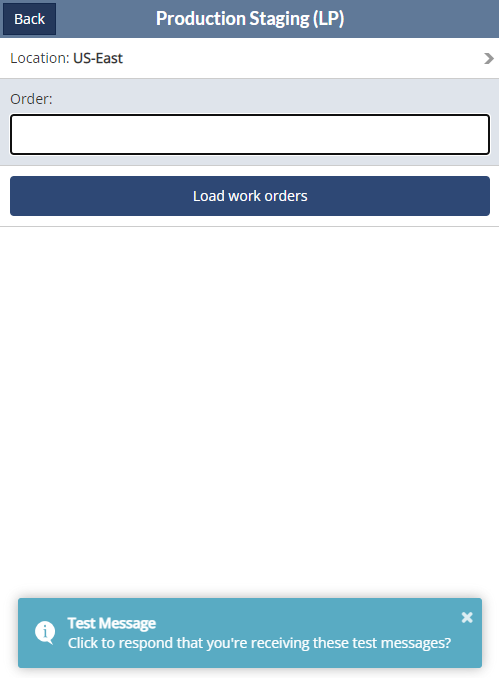 Back
Production Staging (LP)
Location: US-East
Order:
Load work orders
Test Message
Click to respond that you're receiving these test messages?